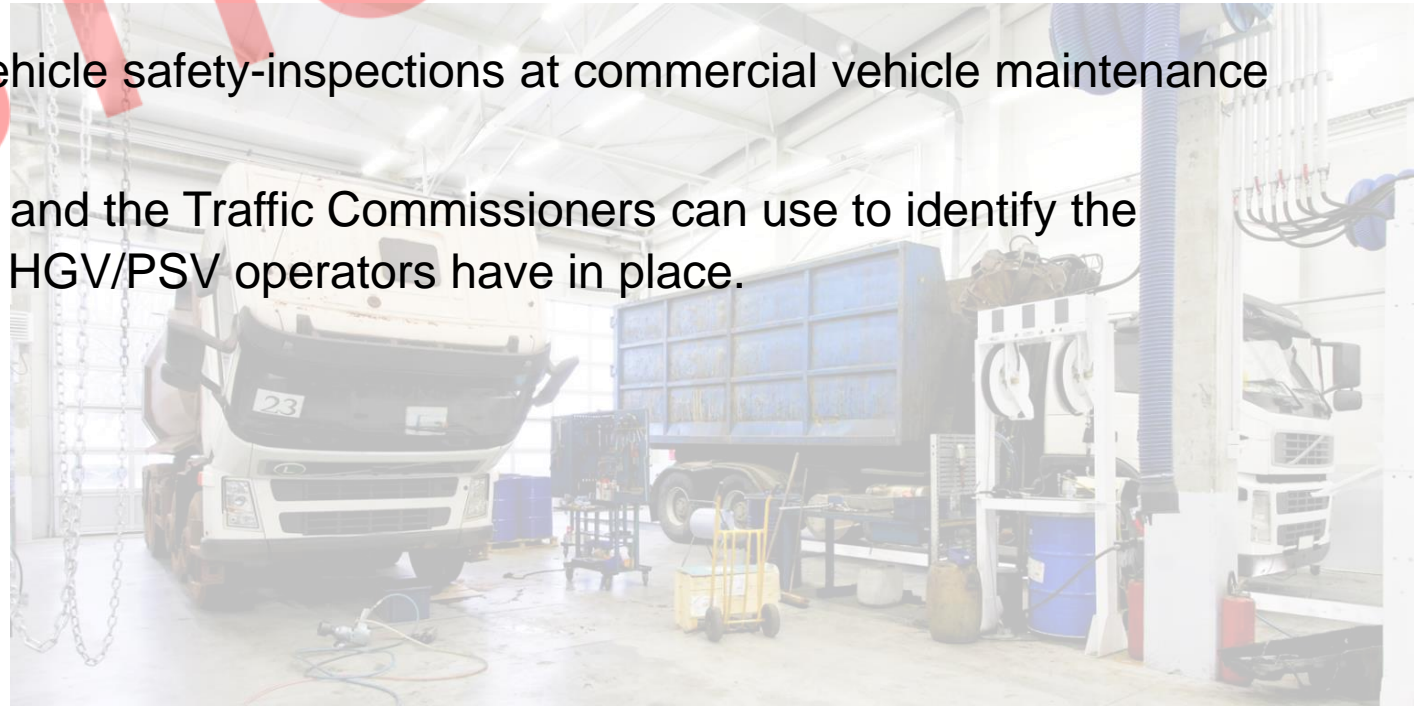 ehicle safety-inspections at commercial vehicle maintenance
and the Traffic Commissioners can use to identify the
HGV/PSV operators have in place.
23